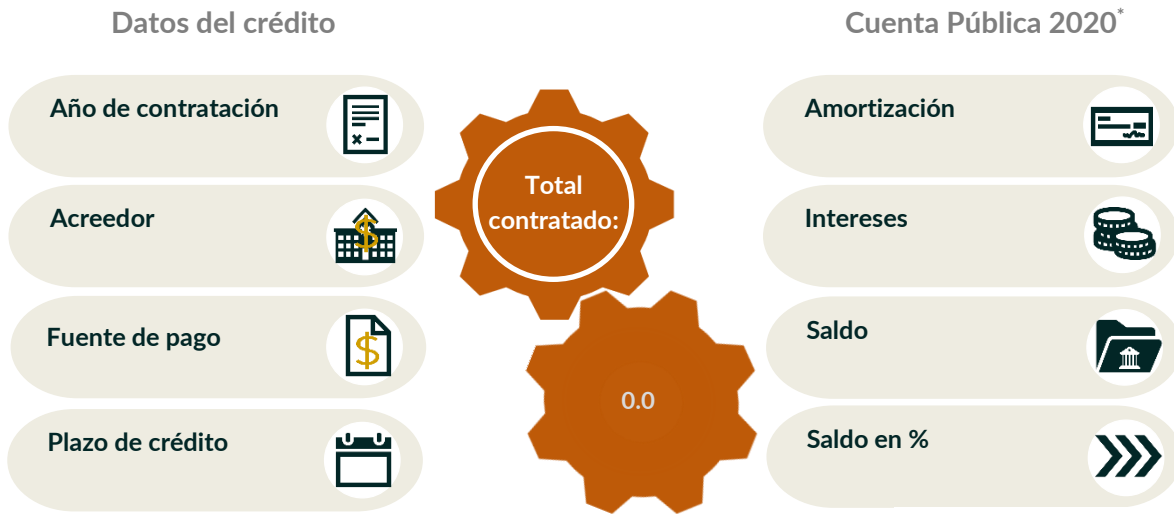 Datos del crédito
Cuenta Pública 2020*
Año de contratación
Acreedor
Fuente de pago
$
Plazo de crédito
Total
contratado:
0.0
Amortización
Intereses
Saldo
Saldo en %